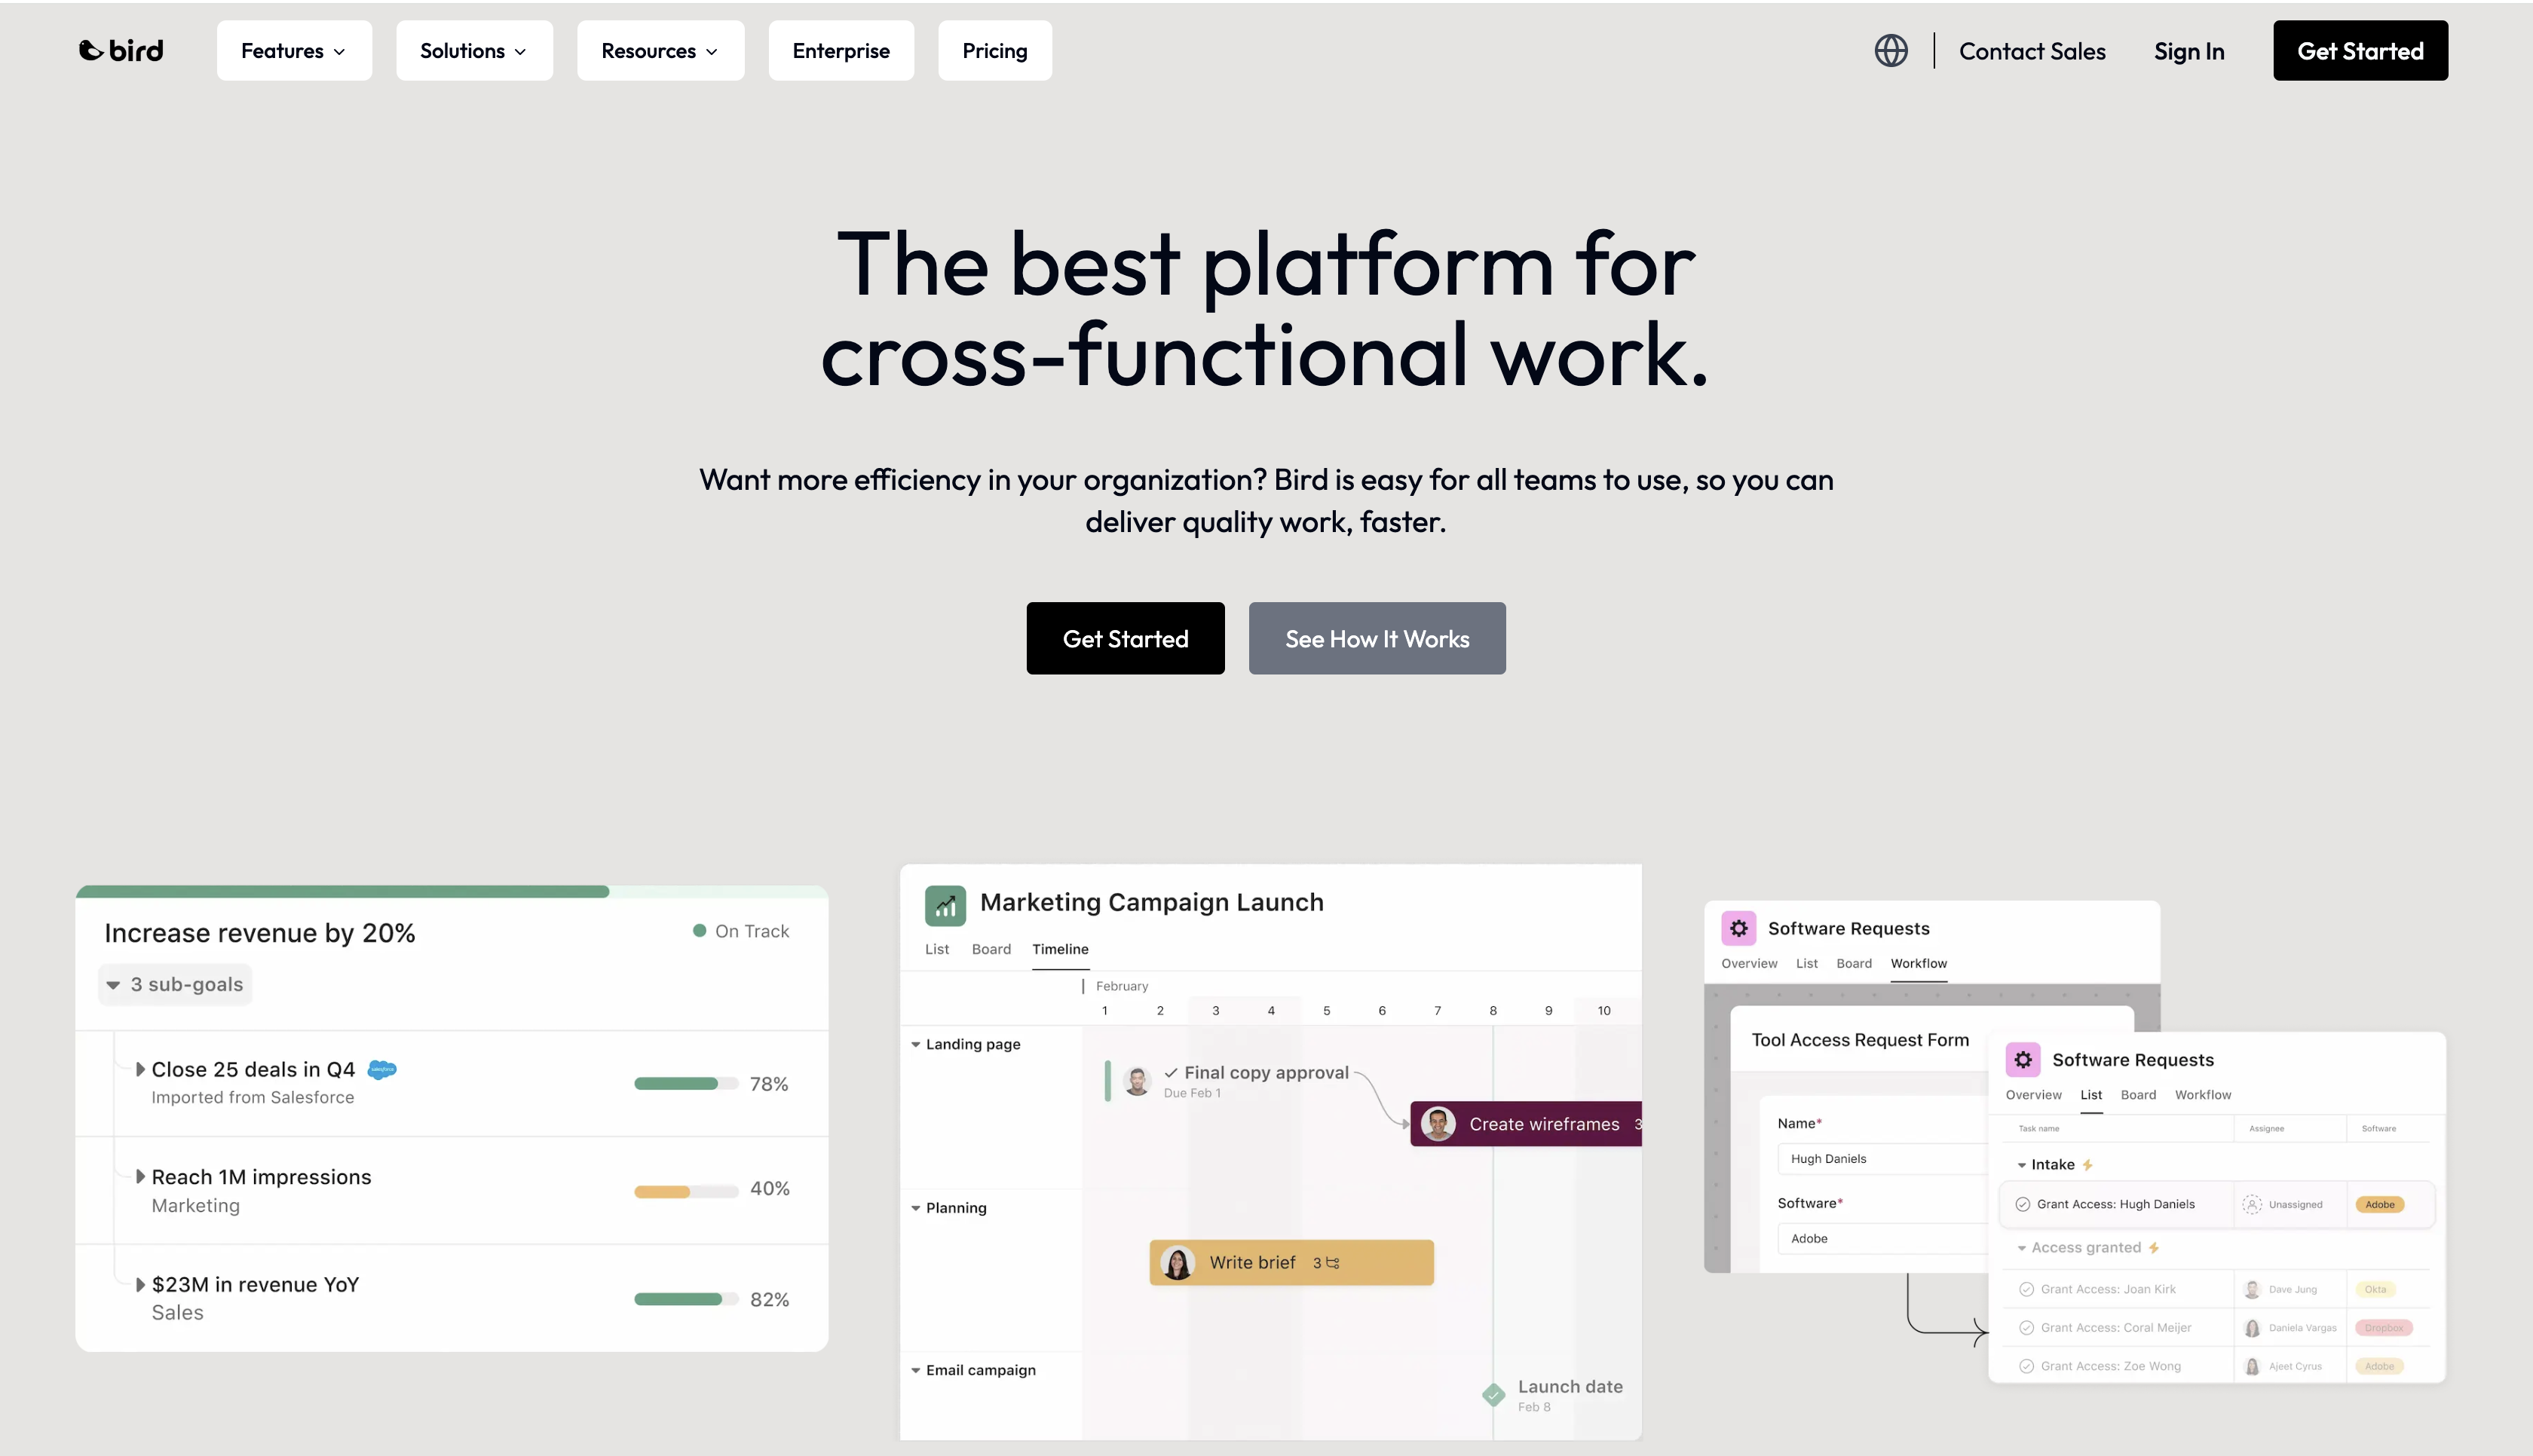 bird
Features
Solutions
Resources
Enterprise
Pricing
Contact Sales
Sign In
Get Started
The best platform for
cross-functional work.
Want more efficiency in your organization? Bird is easy for all teams to use, so you can
deliver quality work, faster.
Get Started
See How It Works
Increase revenue by 20%
On Track
3 sub-goals
Close 25 deals in Q4
salesforce
Imported from Salesforce
78%
Reach 1M impressions
Marketing
40%
$23M in revenue YoY
Sales
82%
Marketing Campaign Launch
List Board Timeline
February
1 2 3 4 5 6 7 8 9 10
Landing page
Final copy approval
Due Feb 1
Create wireframes 3
Planning
Write brief 3
Email campaign
Launch date
Feb 8
Software Requests
Overview List Board Workflow
Tool Access Request Form
Name*
Hugh Daniels
Software*
Adobe
Software Requests
Overview List Board Workflow
Task name Assignee Software
Intake
Grant Access: Hugh Daniels Unassigned Adobe
Access granted
Grant Access: Joan Kirk Dave Jung Okta
Grant Access: Coral Meijer Daniela Vargas Dropbox
Grant Access: Zoe Wong Ajeet Cyrus Adobe